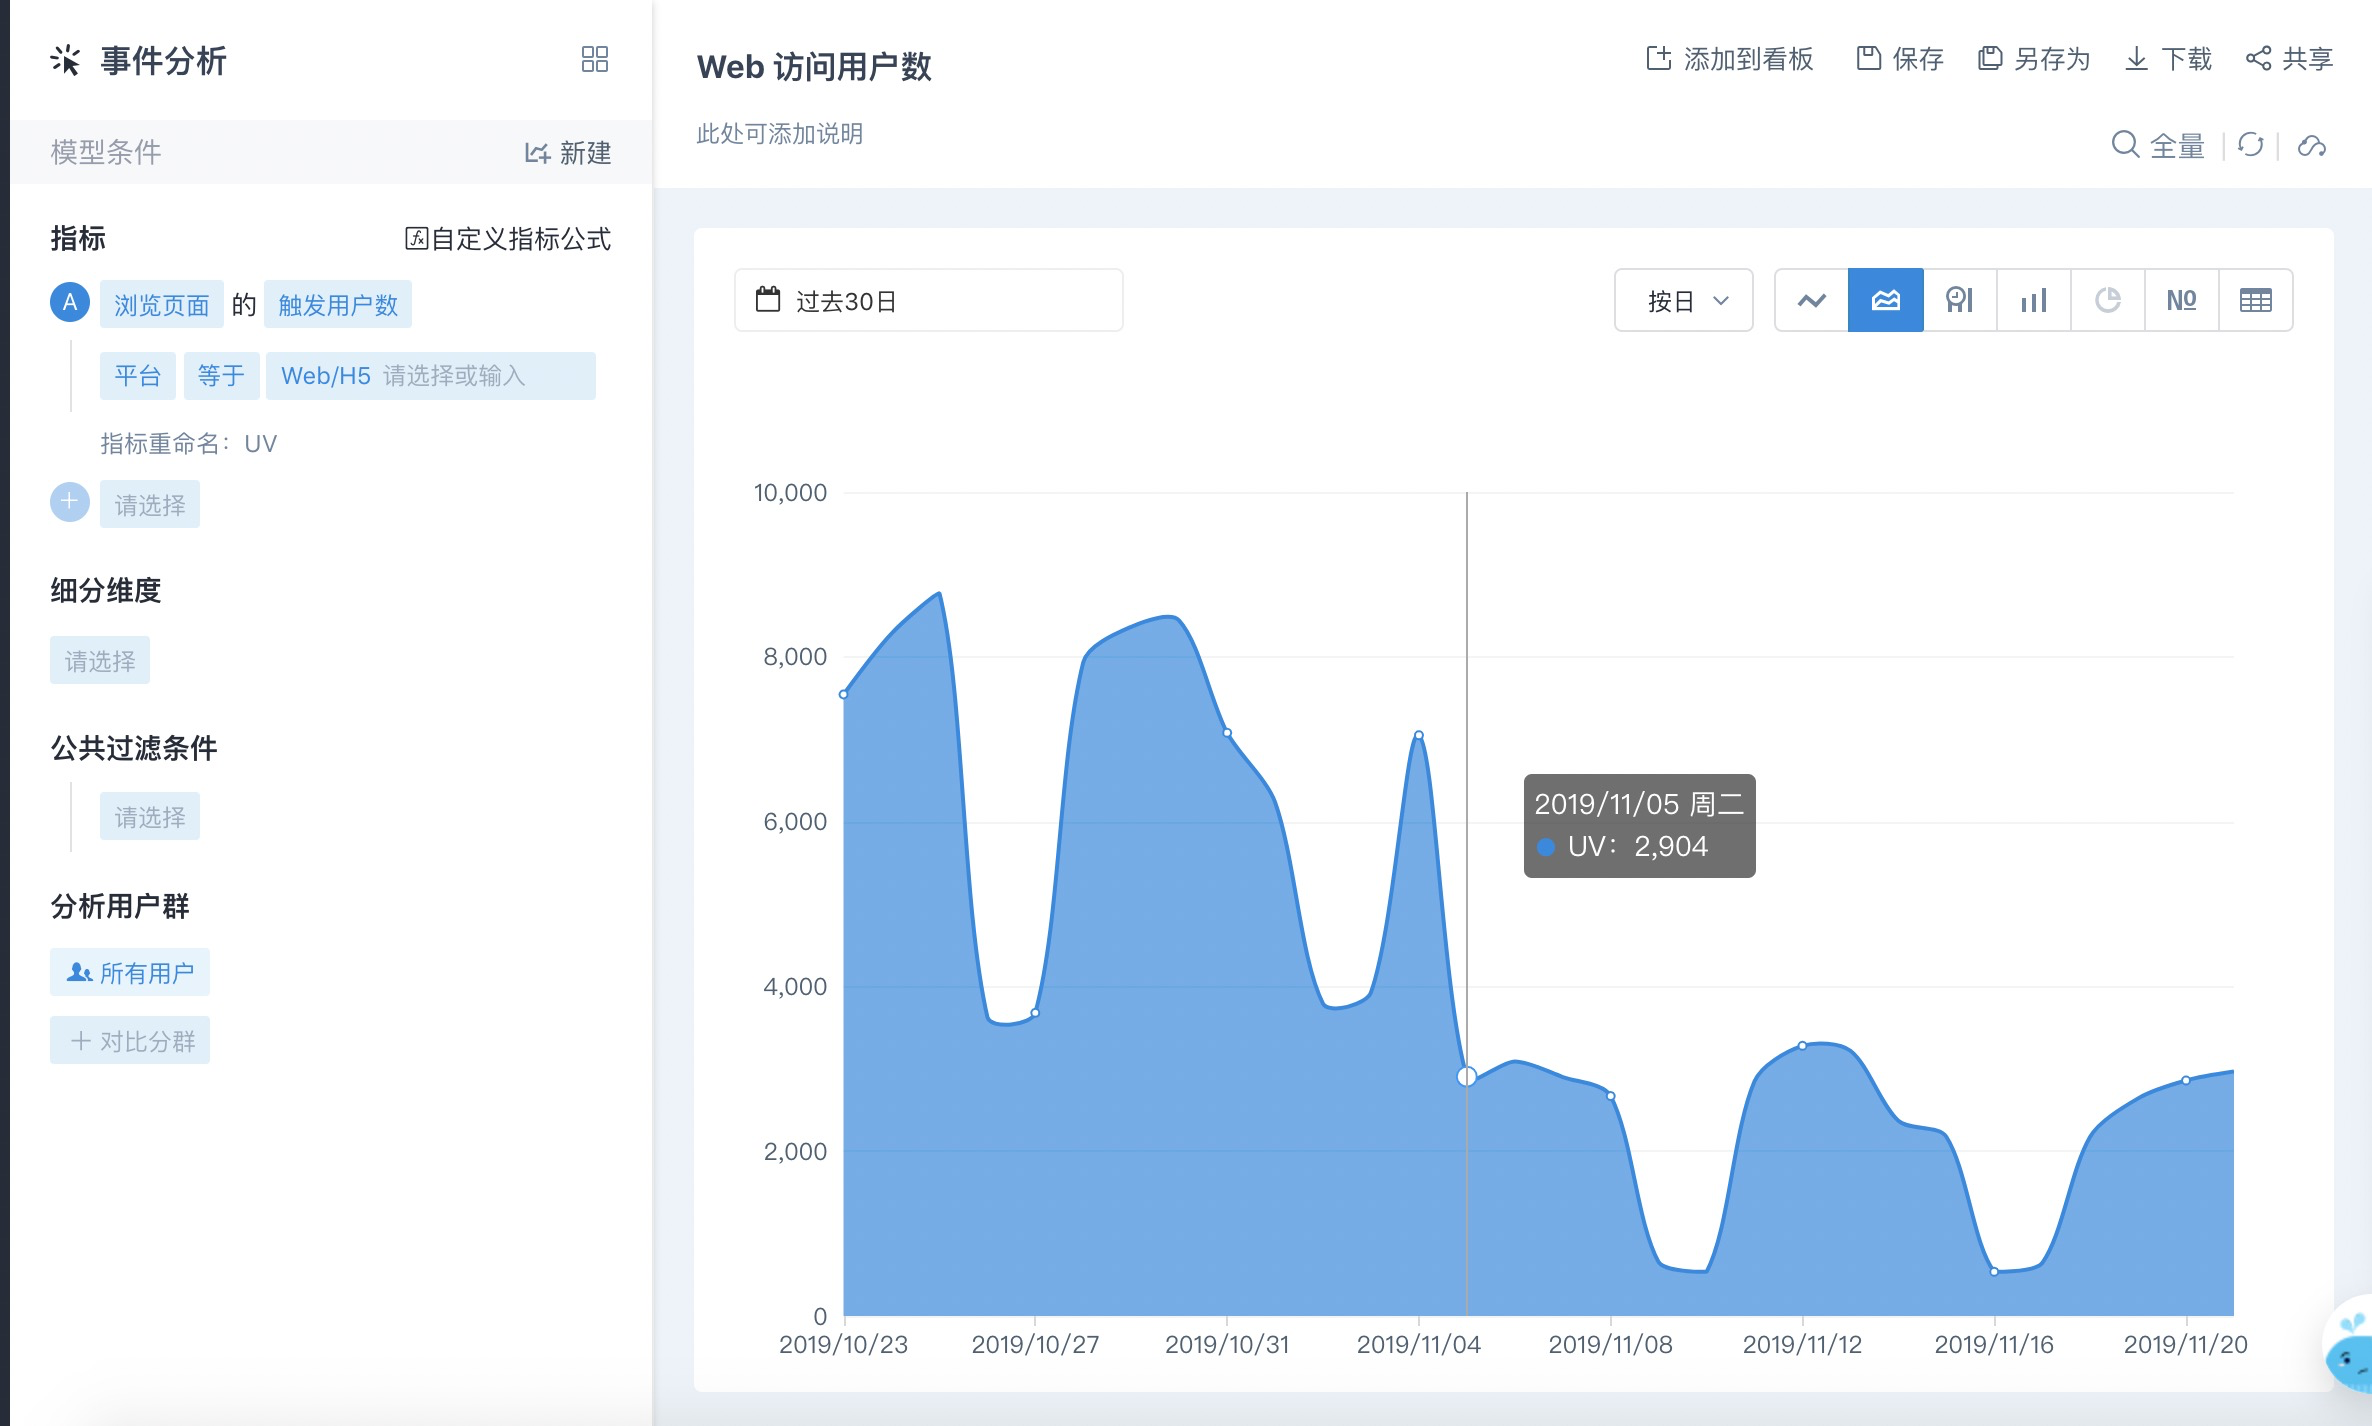 事件分析
模型条件
新建
指标
自定义指标公式
A
浏览页面 的 触发用户数
平台 等于 Web/H5 请选择或输入
指标重命名：UV
请选择
细分维度
请选择
公共过滤条件
请选择
分析用户群
所有用户
+ 对比分群
Web 访问用户数
添加到看板 保存 另存为 下载 共享
此处可添加说明
全量
过去30日
按日
Nº
10,000
8,000
6,000
4,000
2,000
0
2019/11/05 周二
UV：2,904
2019/10/23 2019/10/27 2019/10/31 2019/11/04 2019/11/08 2019/11/12 2019/11/16 2019/11/20